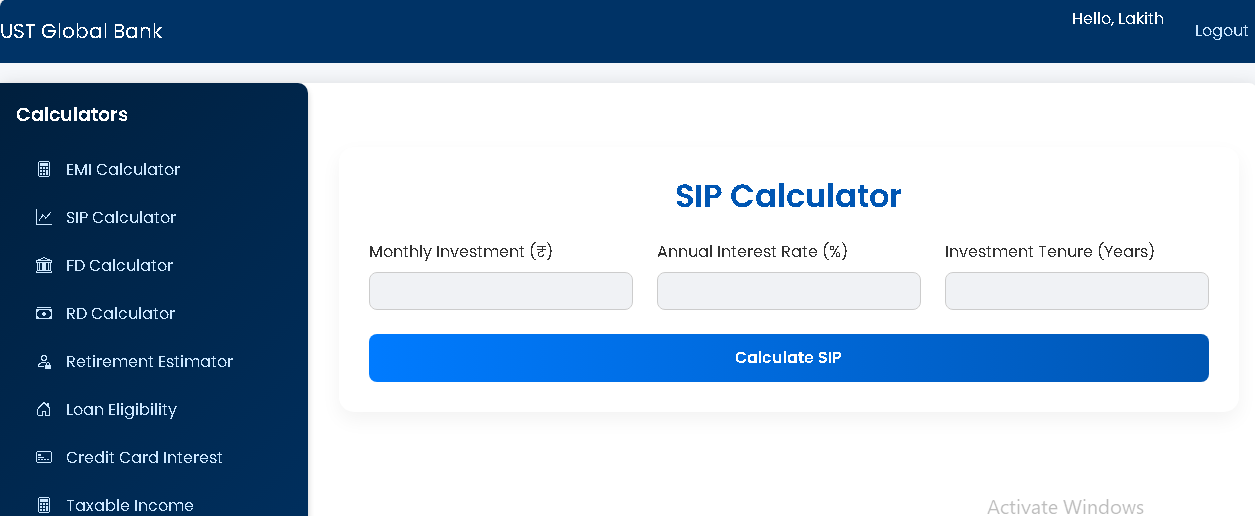 UST Global Bank
Hello, Lakith
Logout
Calculators
EMI Calculator
SIP Calculator
FD Calculator
RD Calculator
Retirement Estimator
Loan Eligibility
Credit Card Interest
Taxable Income
SIP Calculator
Monthly Investment (₹) Annual Interest Rate (%) Investment Tenure (Years)
Calculate SIP
Activate Windows